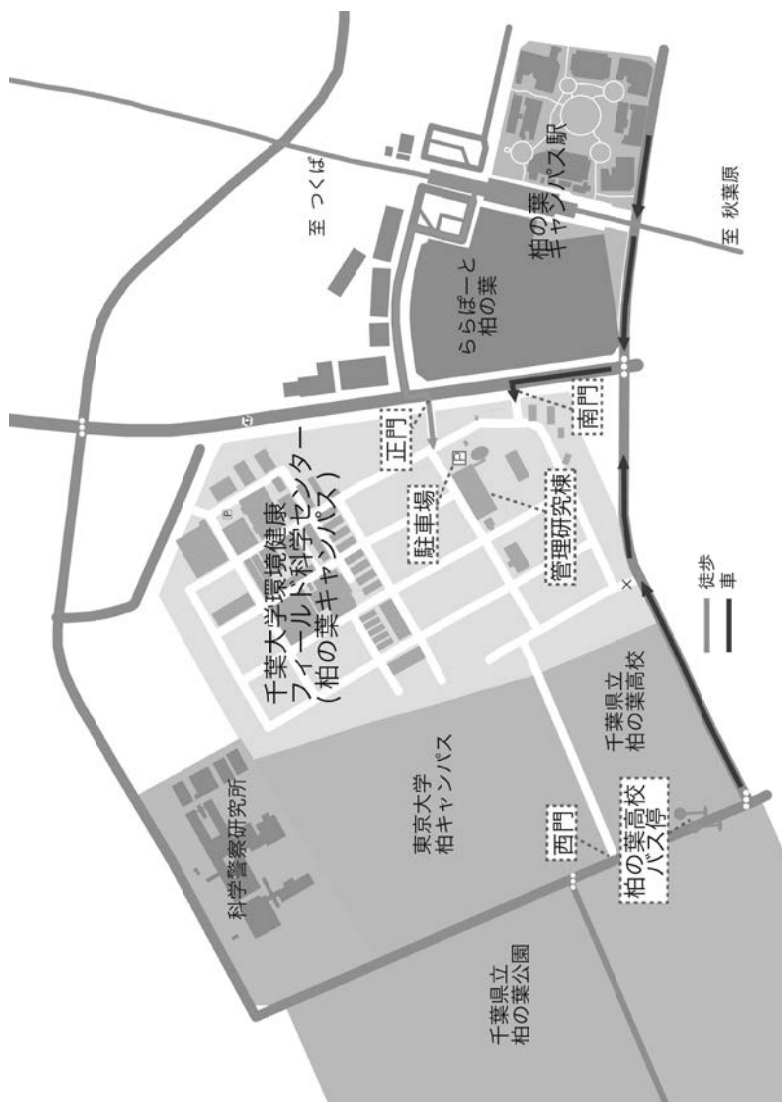 千葉大学環境健康
フィールド科学センター
(柏の葉キャンパス)
科学警察研究所
東京大学
柏キャンパス
千葉県立
柏の葉公園
千葉県立
柏の葉高校
西門
柏の葉高校
バス停
正門
駐車場
管理研究棟
南門
P
P
ららぽーと
柏の葉
柏の葉
キャンパス駅
至 つくば
至 秋葉原
徒歩
車